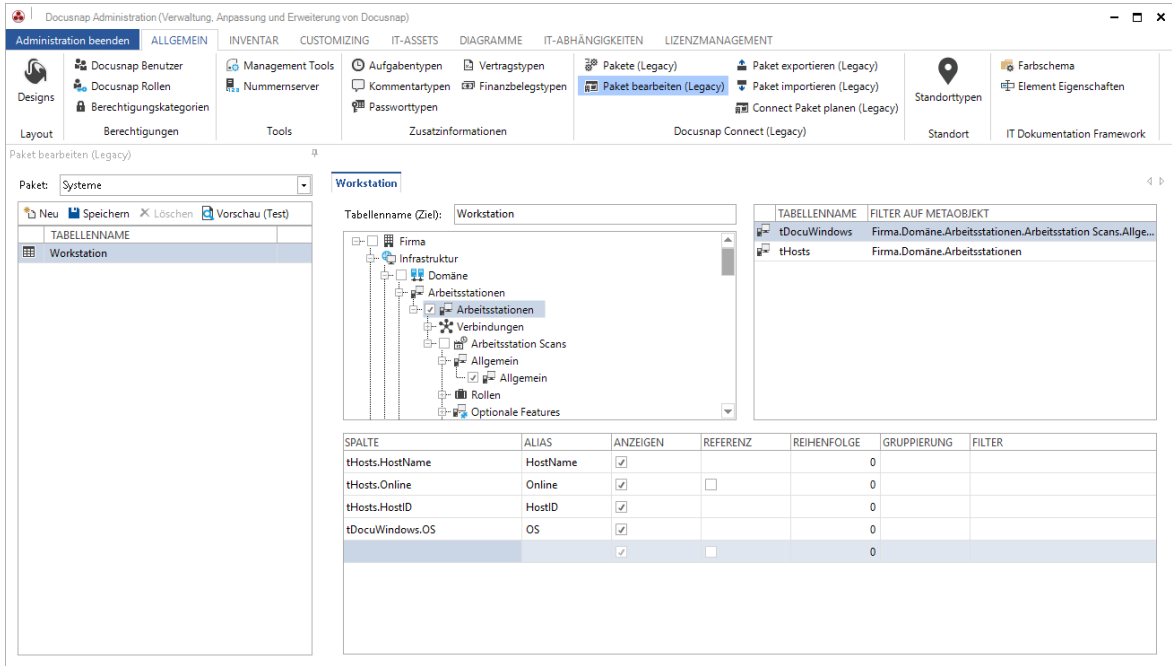 Docusnap Administration (Verwaltung, Anpassung und Erweiterung von Docusnap)
Administration beenden ALLGEMEIN INVENTAR CUSTOMIZING IT-ASSETS DIAGRAMME IT-ABHÄNGIGKEITEN LIZENZMANAGEMENT
Designs
Layout
Docusnap Benutzer
Docusnap Rollen
Berechtigungskategorien
Berechtigungen
Management Tools
Nummernserver
Tools
Aufgabentypen Vertragstypen
Kommentartypen Finanzbelegstypen
Passworttypen
Zusatzinformationen
Pakete (Legacy) Paket exportieren (Legacy)
Paket bearbeiten (Legacy) Paket importieren (Legacy)
Connect Paket planen (Legacy)
Docusnap Connect (Legacy)
Standorttypen
Standort
Farbschema
Element Eigenschaften
IT Dokumentation Framework
Paket bearbeiten (Legacy)
Paket: Systeme
Neu Speichern Löschen Vorschau (Test)
TABELLENNAME
Workstation
Workstation
Tabellenname (Ziel): Workstation
Firma
Infrastruktur
Domäne
Arbeitsstationen
Arbeitsstationen
Verbindungen
Arbeitsstation Scans
Allgemein
Allgemein
Rollen
Optionale Features
TABELLENNAME FILTER AUF METAOBJEKT
tDocuWindows Firma.Domäne.Arbeitsstationen.Arbeitsstation Scans.Allge...
tHosts Firma.Domäne.Arbeitsstationen
SPALTE ALIAS ANZEIGEN REFERENZ REIHENFOLGE GRUPPIERUNG FILTER
tHosts.HostName HostName 0
tHosts.Online Online 0
tHosts.HostID HostID 0
tDocuWindows.OS OS 0
0